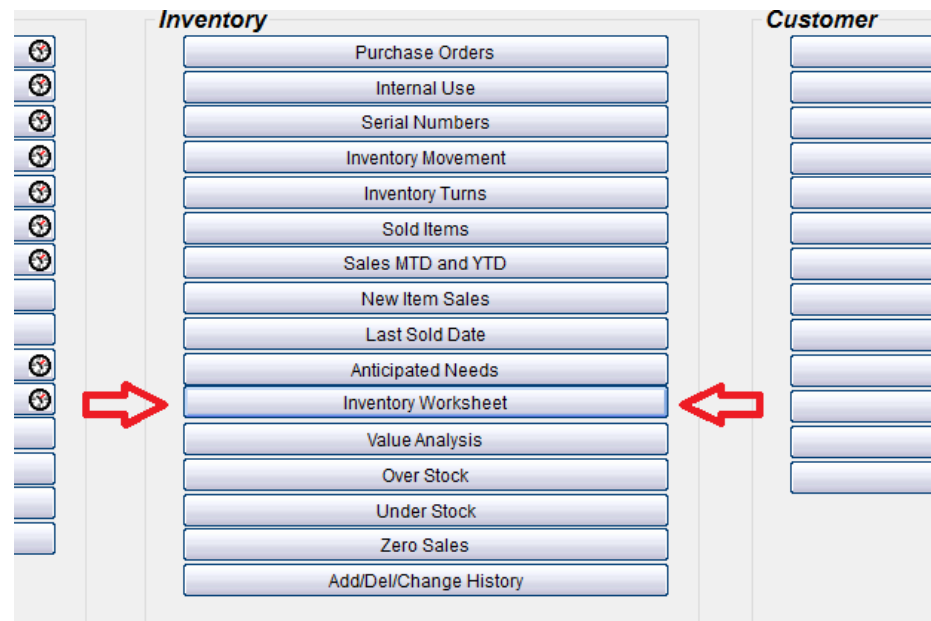 Inventory
Customer
Purchase Orders
Internal Use
Serial Numbers
Inventory Movement
Inventory Turns
Sold Items
Sales MTD and YTD
New Item Sales
Last Sold Date
Anticipated Needs
Inventory Worksheet
Value Analysis
Over Stock
Under Stock
Zero Sales
Add/Del/Change History